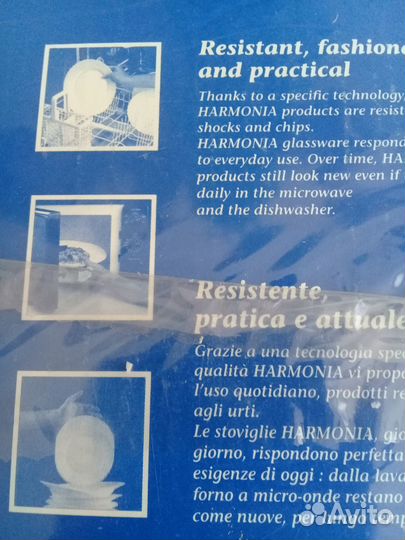 Resistant, fashion
and practical
Thanks to a specific technology,
HARMONIA products are resist
shocks and chips.
HARMONIA glassware respond
to everyday use. Over time, HA
products still look new even if
daily in the microwave
and the dishwasher.
Resistente,
pratica e attuale
Grazie a una tecnologia spec
qualità HARMONIA vi propo
l'uso quotidiano, prodotti re
agli urti.
Le stoviglie HARMONIA, gio
giorno, rispondono perfetta
esigenze di oggi : dalla lava
forno a micro-onde restano
come nuove, per lungo temp
Avito